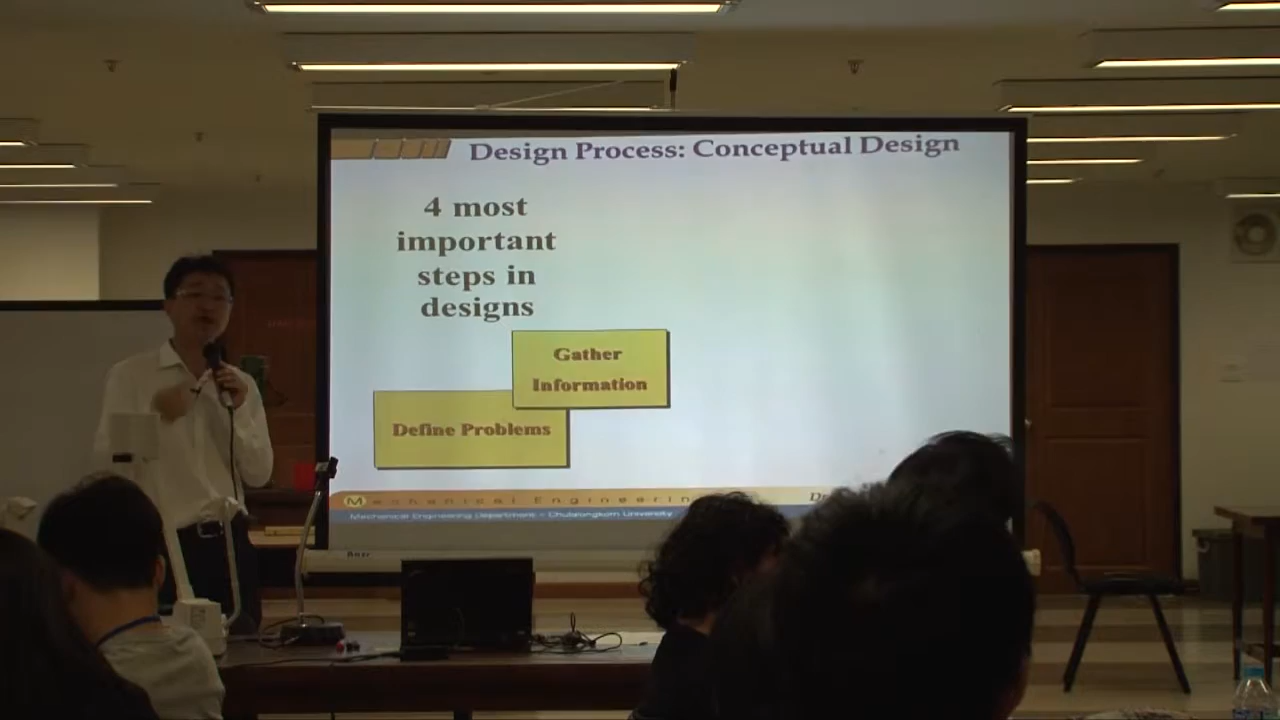 Design Process: Conceptual Design
4 most
important
steps in
designs
Gather
Information
Define Problems
Mechanical Engineerin
Mechanical Engineering Department - Chulalongkorn University